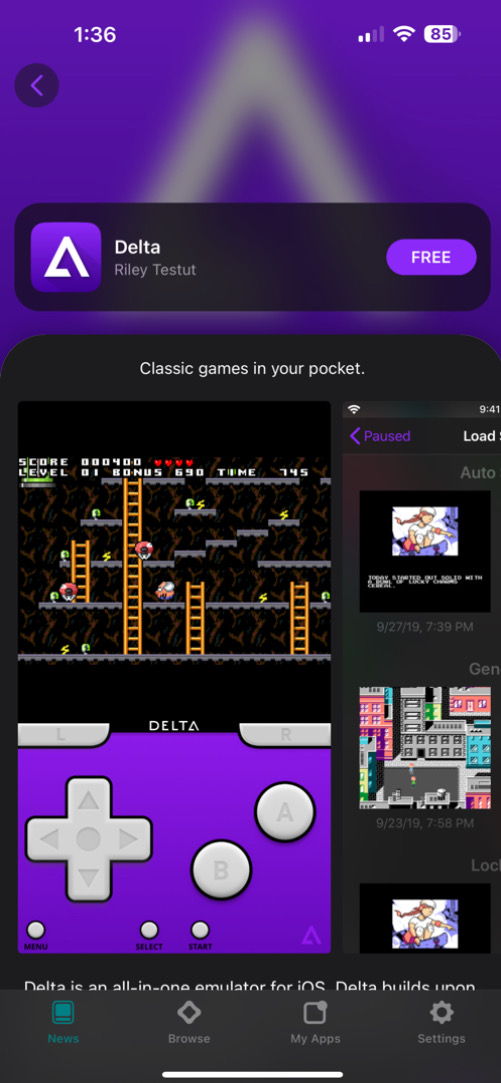 1:36
85
Delta
Riley Testut
FREE
Classic games in your pocket.
SCORE 000400
LEVEL 01 BONUS 690 TIME 745
L
DELTA
R
A
B
MENU
SELECT
START
9:41
Paused
Load
Auto
TODAY STARTED OUT SOLID WITH
A BOWL OF LUCKY CHARMS
CEREAL.
9/27/19, 7:39 PM
Gen
9/23/19, 7:58 PM
Loc
Delta is an all-in-one emulator for iOS. Delta builds upon
News
Browse
My Apps
Settings